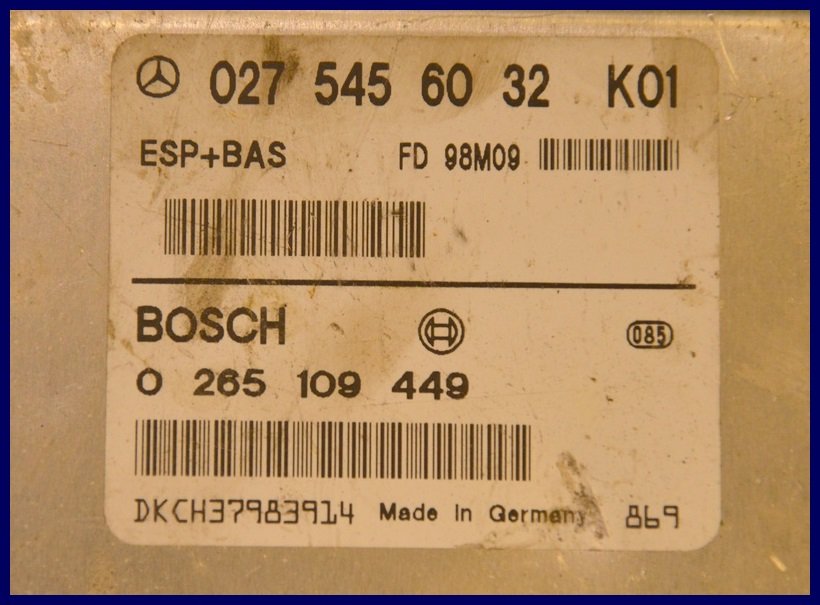 027 545 60 32 K01
ESP+BAS FD 98M09
BOSCH 085
0 265 109 449
DKCH37983914 Made in Germany 869